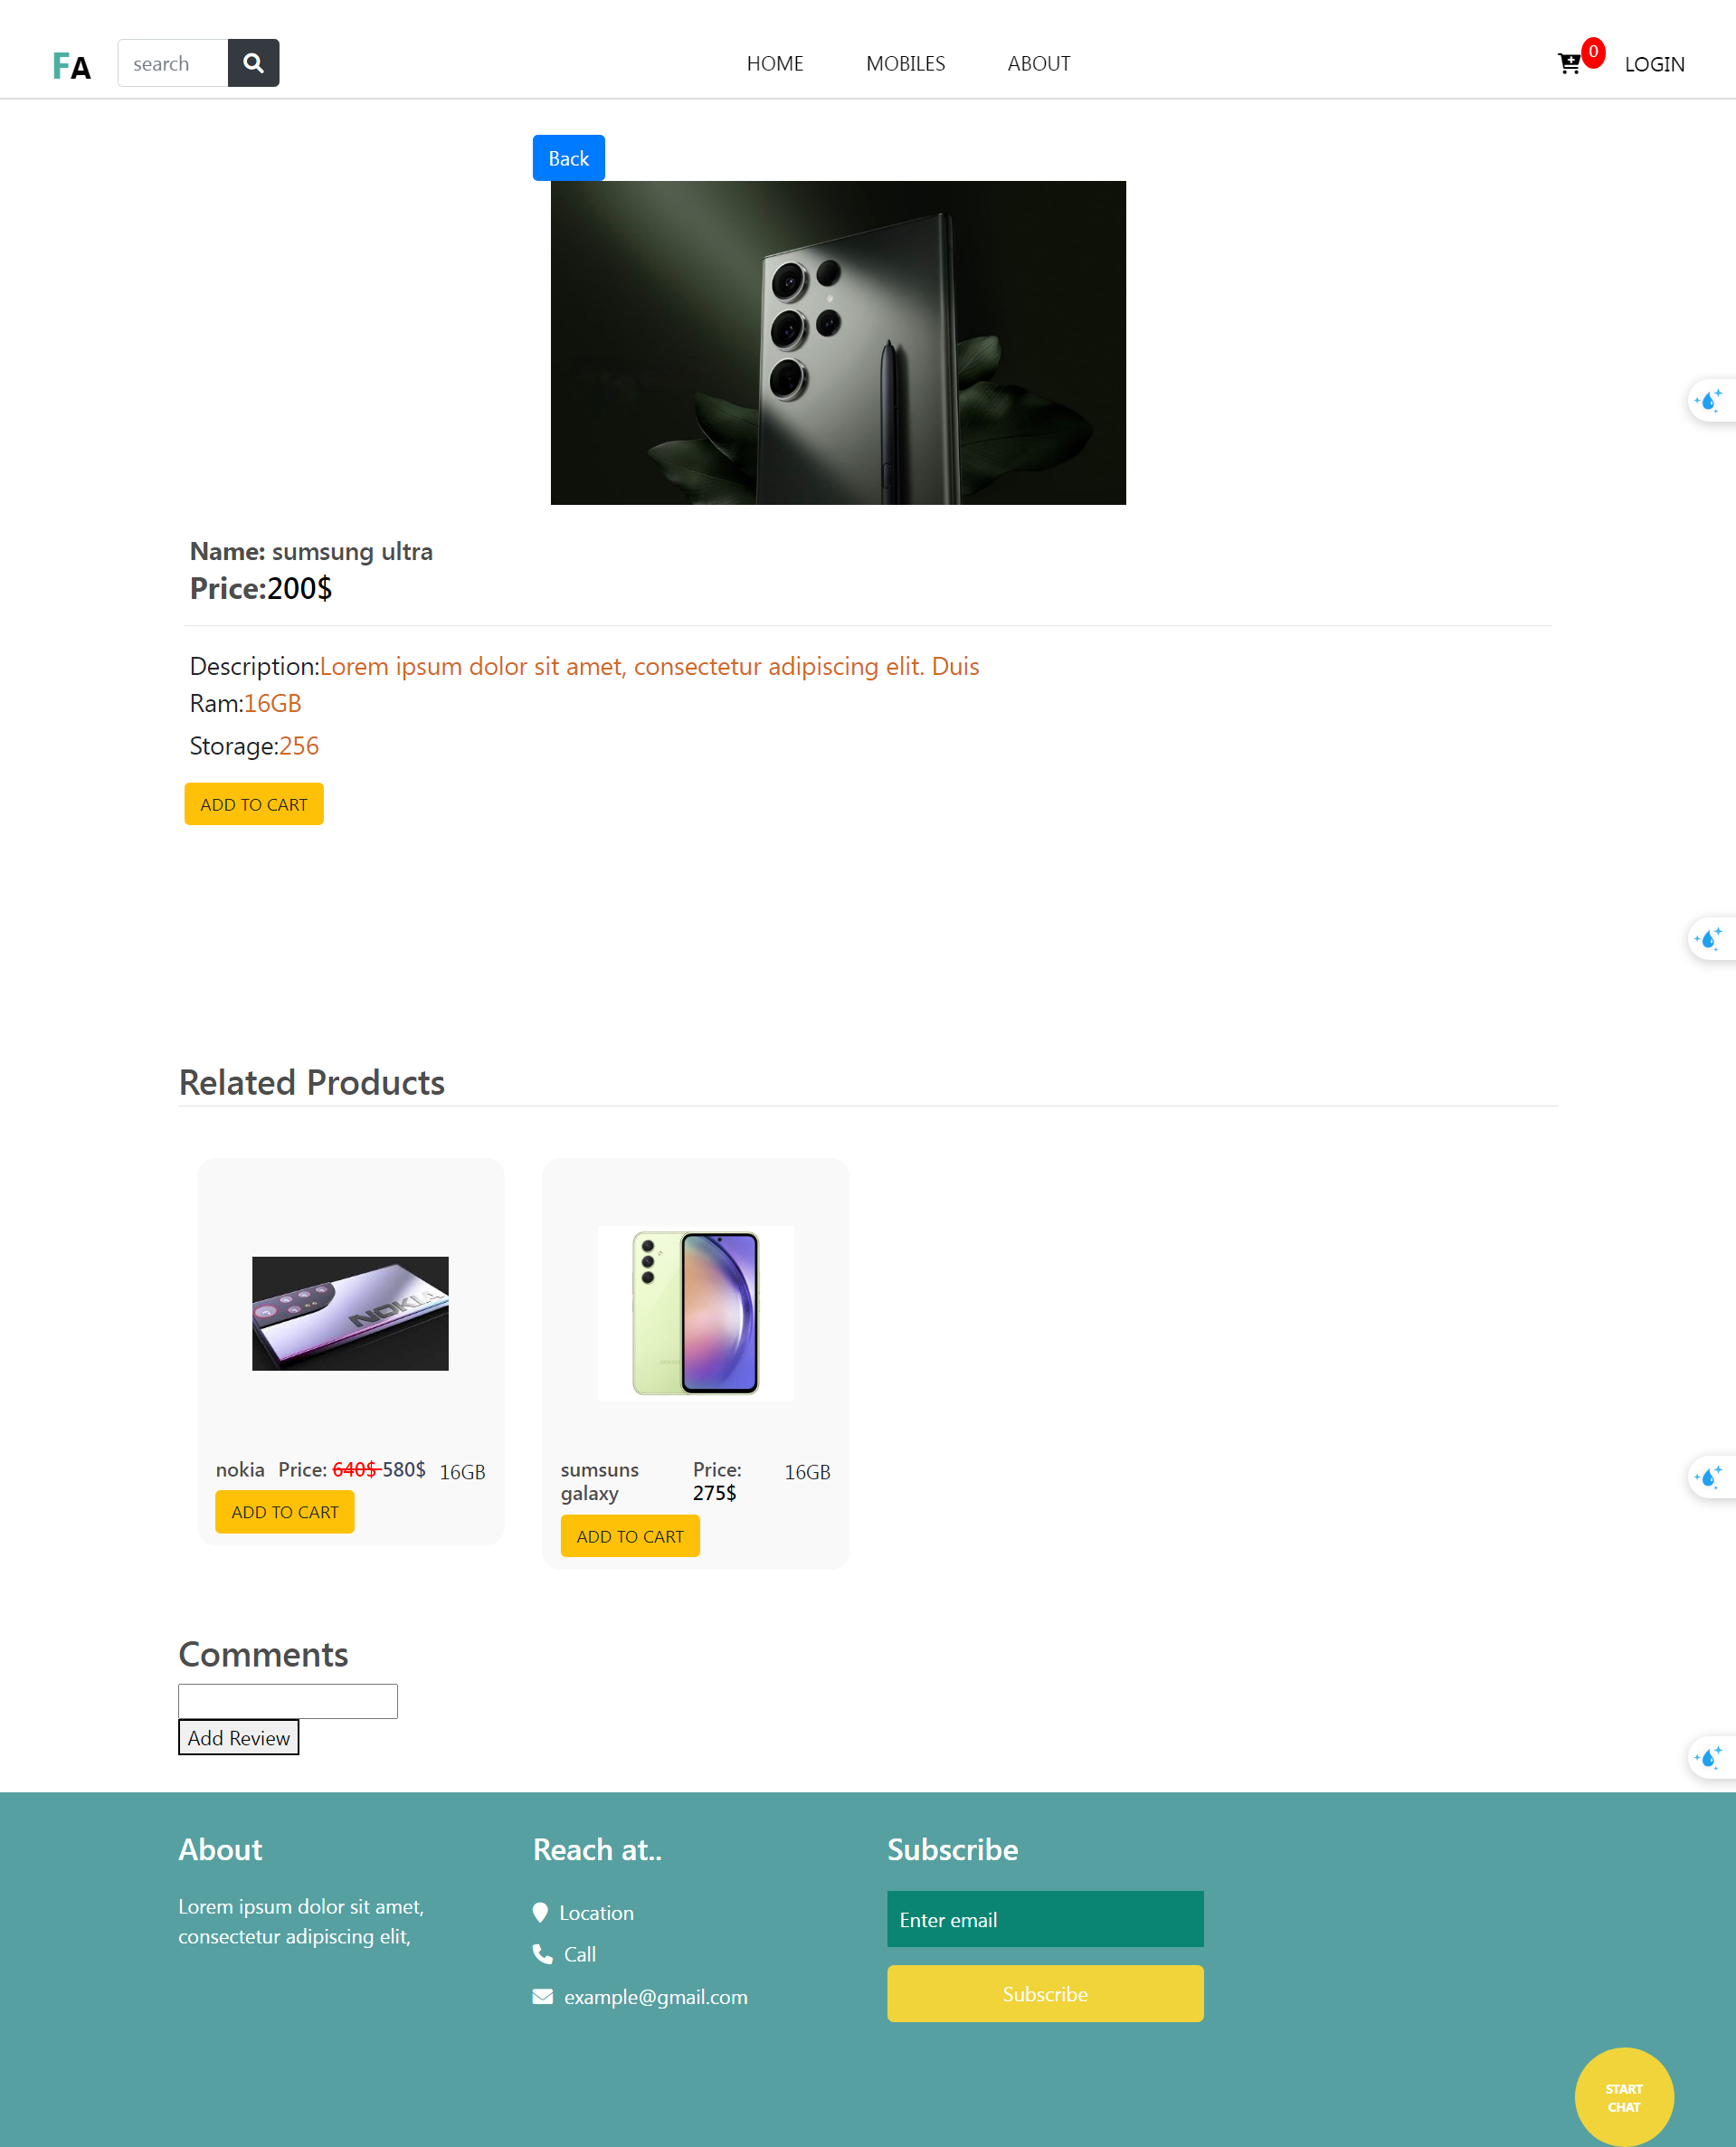 FA
search
HOME
MOBILES
ABOUT
0
LOGIN
Back
Name: sumsung ultra
Price:200$
Description:Lorem ipsum dolor sit amet, consectetur adipiscing elit. Duis
Ram:16GB
Storage:256
ADD TO CART
Related Products
NOKIA
nokia Price: 640$ 580$ 16GB
ADD TO CART
sumsuns galaxy
Price: 275$
16GB
ADD TO CART
Comments
Add Review
About
Lorem ipsum dolor sit amet,
consectetur adipiscing elit,
Reach at..
Location
Call
example@gmail.com
Subscribe
Enter email
Subscribe
START
CHAT